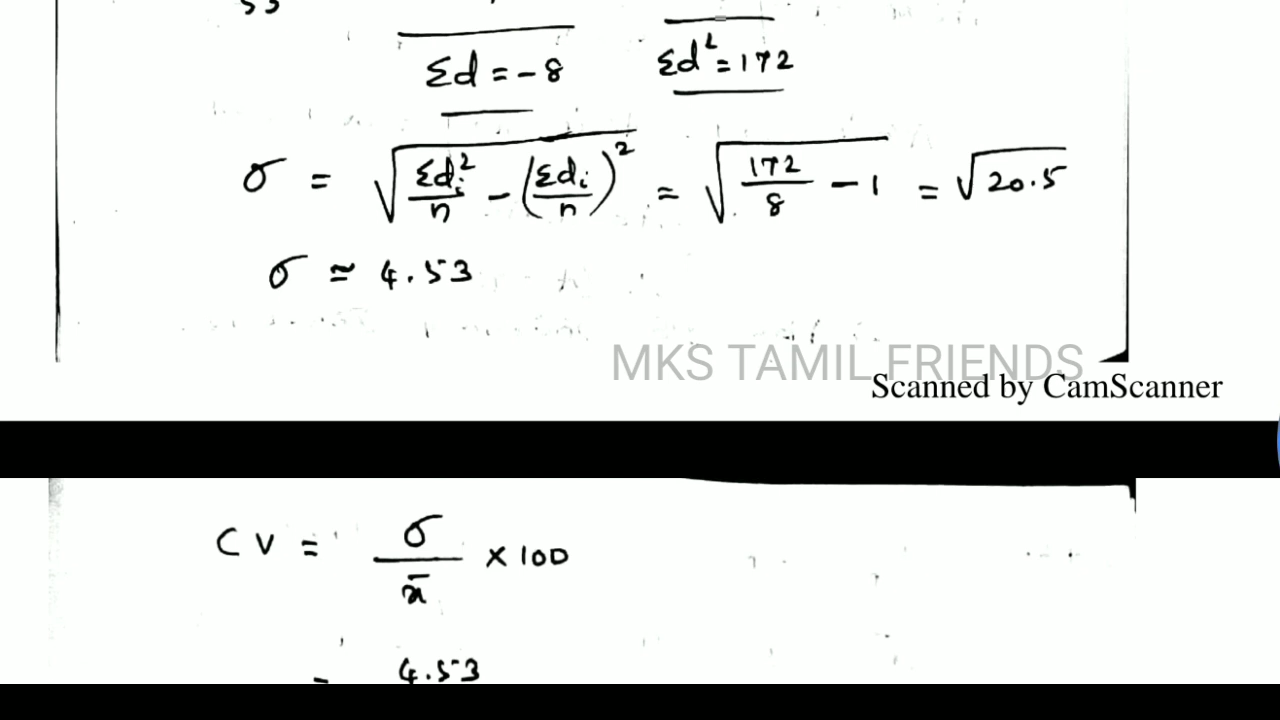 Σd = -8 Σd² = 172
σ = √(Σdᵢ²/n - (Σdᵢ/n)²) = √(172/8 - 1) = √20.5
σ ≃ 4.53
MKS TAMIL FRIENDS
Scanned by CamScanner
CV = σ/x̄ × 100
= 4.53